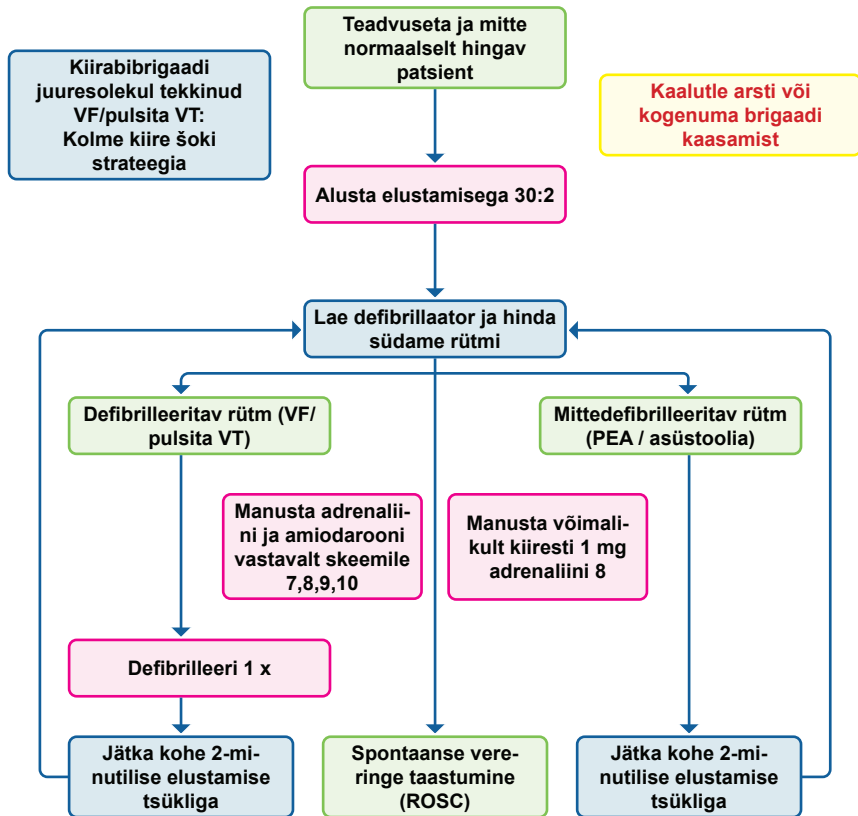 Teadvuseta ja mitte
normaalselt hingav
patsient
Kiirabibrigaadi
juuresolekul tekkinud
VF/pulsita VT:
Kolme kiire šoki
strateegia
Kaalutle arsti või
kogenuma brigaadi
kaasamist
Alusta elustamisega 30:2
Lae defibrillaator ja hinda
südame rütmi
Defibrilleeritav rütm (VF/
pulsita VT)
Mittedefibrilleeritav rütm
(PEA / asüstoolia)
Manusta adrenalii-
ni ja amiodarooni
vastavalt skeemile
7,8,9,10
Manusta võimali-
kult kiiresti 1 mg
adrenaliini 8
Defibrilleeri 1 x
Jätka kohe 2-mi-
nutilise elustamise
tsükliga
Spontaanse vere-
ringe taastumine
(ROSC)
Jätka kohe 2-mi-
nutilise elustamise
tsükliga